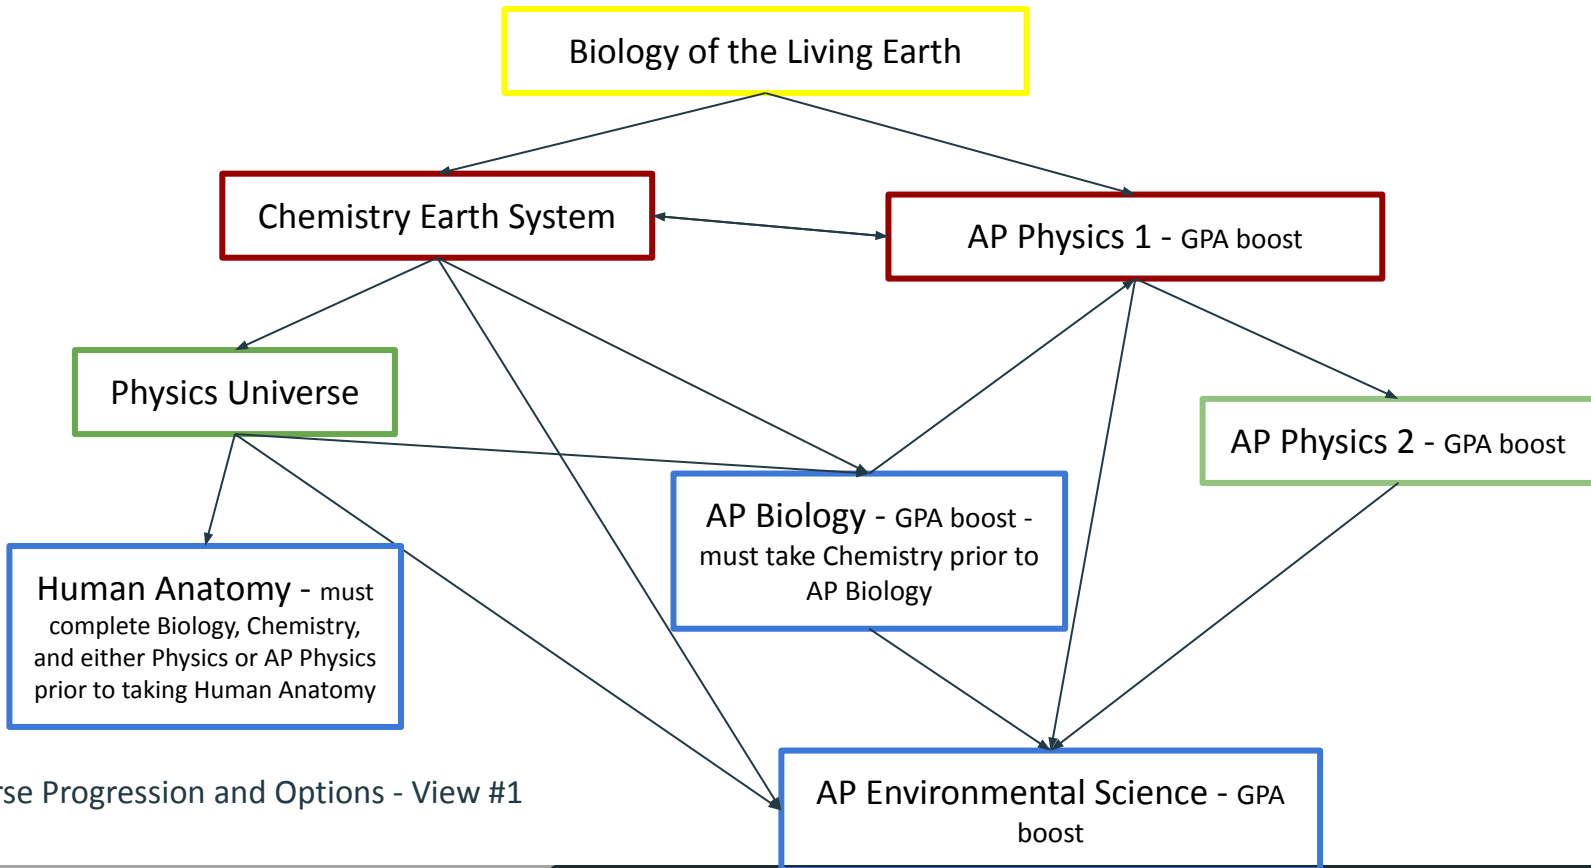 Biology of the Living Earth
Chemistry Earth System
AP Physics 1 - GPA boost
Physics Universe
AP Physics 2 - GPA boost
AP Biology - GPA boost -
must take Chemistry prior to
AP Biology
Human Anatomy - must
complete Biology, Chemistry,
and either Physics or AP Physics
prior to taking Human Anatomy
rse Progression and Options - View #1
AP Environmental Science - GPA
boost